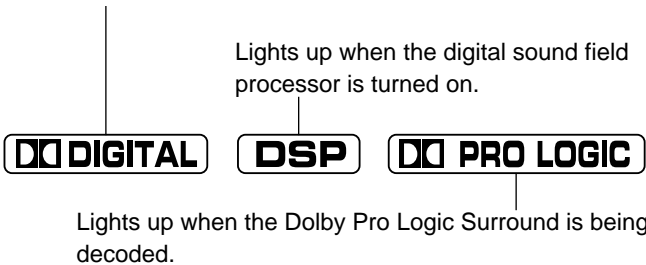 Lights up when the digital sound field
processor is turned on.
DIGITAL DSP PRO LOGIC
Lights up when the Dolby Pro Logic Surround is being
decoded.